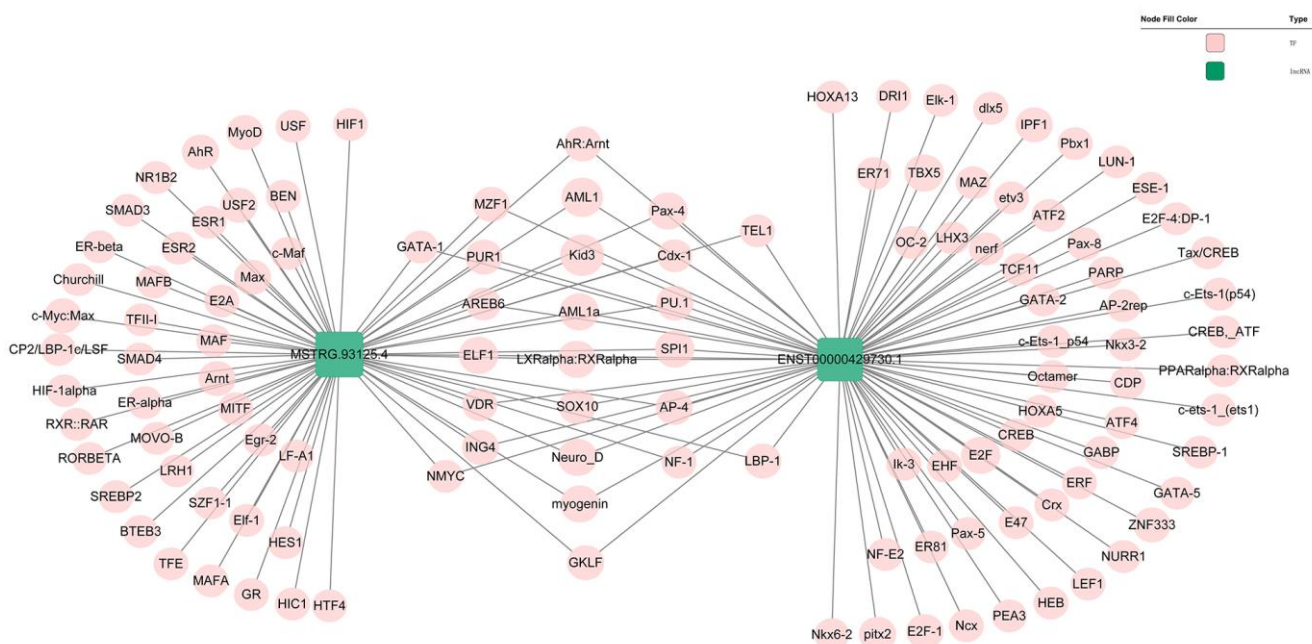 Node Fill Color Type
TF
lncRNA
HIF1
USF
MyoD
AhR
NR1B2
SMAD3
ER-beta
Churchill
c-Myc:Max
CP2/LBP-1c/LSF
HIF-1alpha
RXR::RAR
RORBETA
SREBP2
BTEB3
TFE
MAFA
GR
HIC1
HTF4
BEN
USF2
ESR1
ESR2
c-Maf
Max
MAFB
E2A
TFII-I
MAF
SMAD4
Arnt
ER-alpha
MITF
MOVO-B
Egr-2
LRH1
LF-A1
SZF1-1
Elf-1
HES1
MSTRG.93125.4
AhR:Arnt
MZF1
AML1
Pax-4
TEL1
GATA-1
PUR1
Kid3
Cdx-1
AREB6
AML1a
PU.1
ELF1
LXRalpha:RXRalpha
SPI1
VDR
SOX10
AP-4
ING4
Neuro_D
NF-1
LBP-1
NMYC
myogenin
GKLF
ENST00000429730.1
HOXA13
DRI1
Elk-1
dlx5
IPF1
Pbx1
LUN-1
ESE-1
E2F-4:DP-1
Tax/CREB
c-Ets-1(p54)
CREB,_ATF
PPARalpha:RXRalpha
c-ets-1_(ets1)
SREBP-1
GATA-5
ZNF333
NURR1
LEF1
HEB
PEA3
Ncx
E2F-1
pitx2
Nkx6-2
ER71
TBX5
MAZ
etv3
ATF2
OC-2
LHX3
nerf
Pax-8
TCF11
PARP
GATA-2
AP-2rep
c-Ets-1_p54
Nkx3-2
Octamer
CDP
HOXA5
ATF4
CREB
GABP
Ik-3
EHF
E2F
ERF
Crx
E47
Pax-5
ER81
NF-E2